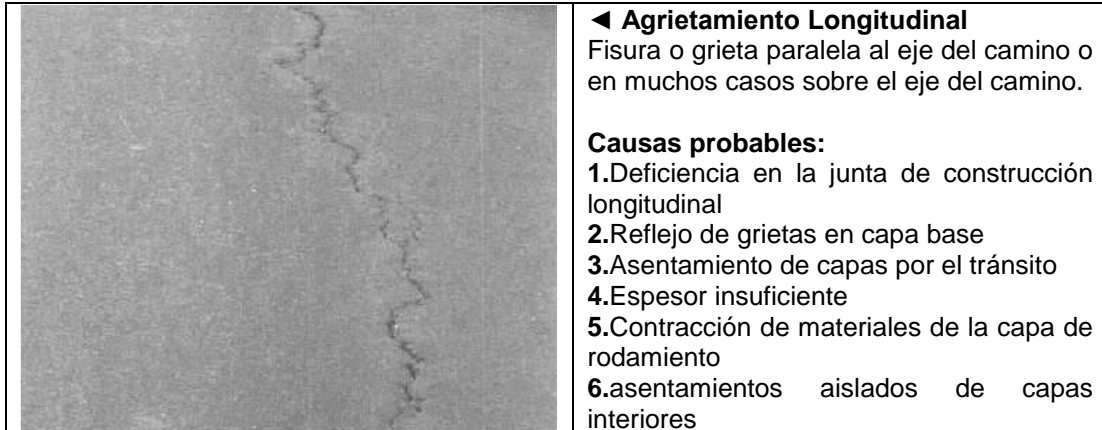 ◄ Agrietamiento Longitudinal
Fisura o grieta paralela al eje del camino o
en muchos casos sobre el eje del camino.
Causas probables:
1.Deficiencia en la junta de construcción
longitudinal
2.Reflejo de grietas en capa base
3.Asentamiento de capas por el tránsito
4.Espesor insuficiente
5.Contracción de materiales de la capa de
rodamiento
6.asentamientos aislados de capas
interiores